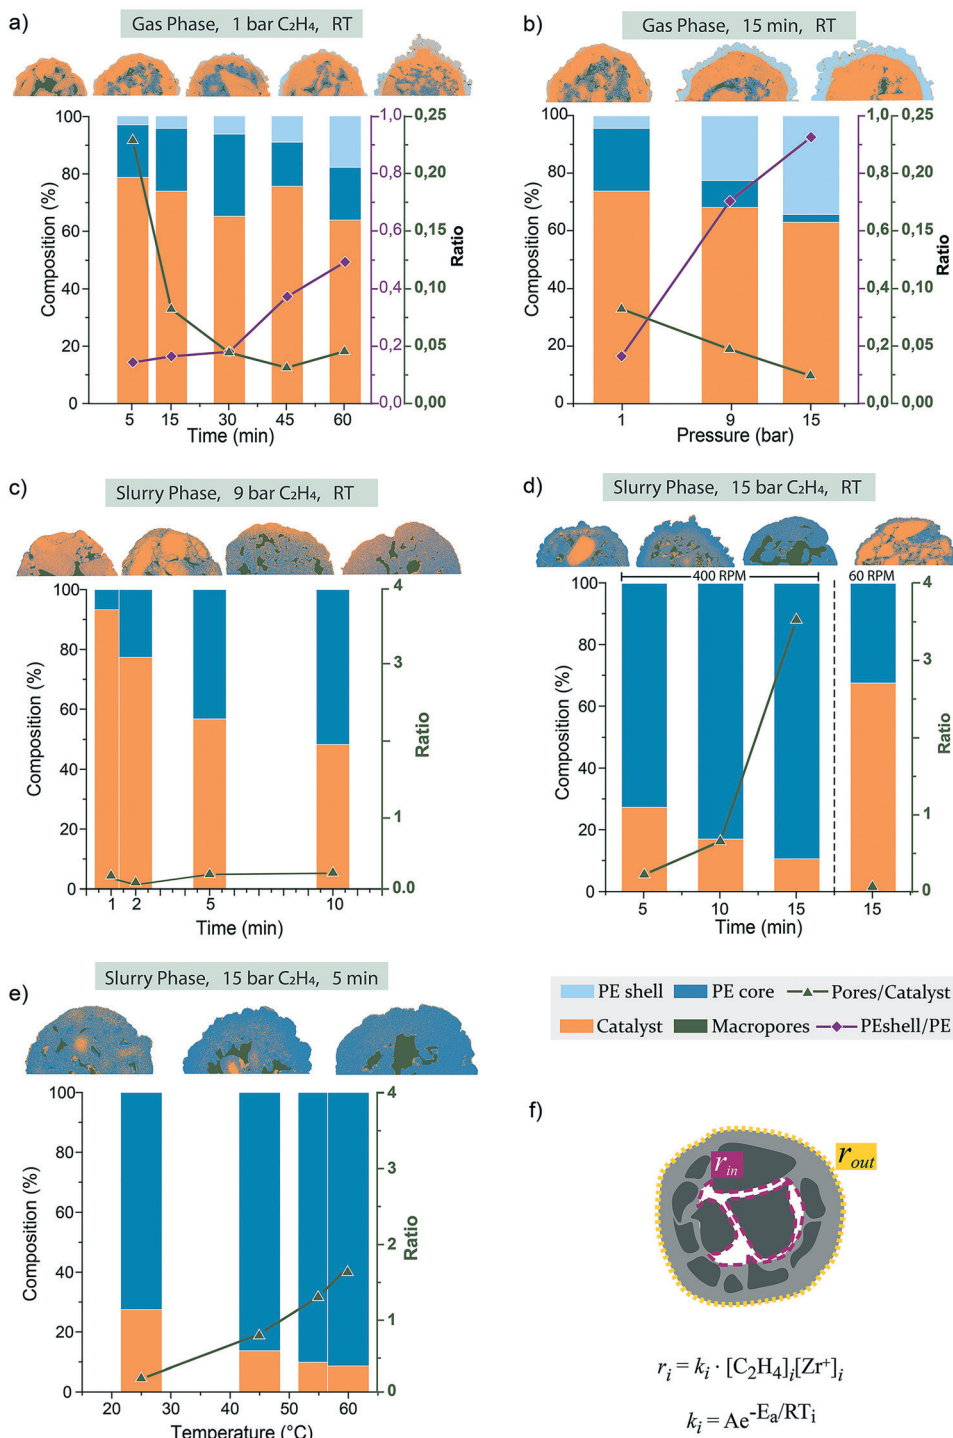 a)
Gas Phase, 1 bar C₂H₄, RT
100
80
60
40
20
0
Composition (%)
5 15 30 45 60
Time (min)
1,0
0,8
0,6
0,4
0,2
0,0
0,25
0,20
0,15
0,10
0,05
0,00
Ratio
b)
Gas Phase, 15 min, RT
100
80
60
40
20
0
Composition (%)
1 9 15
Pressure (bar)
1,0
0,8
0,6
0,4
0,2
0,0
0,25
0,20
0,15
0,10
0,05
0,00
Ratio
c)
Slurry Phase, 9 bar C₂H₄, RT
100
80
60
40
20
0
Composition (%)
1 2 5 10
Time (min)
4
3
1
0.0
Ratio
d)
Slurry Phase, 15 bar C₂H₄, RT
400 RPM
60 RPM
100
80
60
40
20
0
Composition (%)
5 10 15 15
Time (min)
4
3
1
0
Ratio
e)
Slurry Phase, 15 bar C₂H₄, 5 min
100
80
60
40
20
0
Composition (%)
20 30 40 50 60
Temperature (°C)
4
2
1
0
Ratio
PE shell PE core Pores/Catalyst
Catalyst Macropores PEshell/PE
f)
r_in
r_out
r_i = k_i · [C₂H₄]_i[Zr⁺]_i
k_i = Ae^-E_a/RT_i